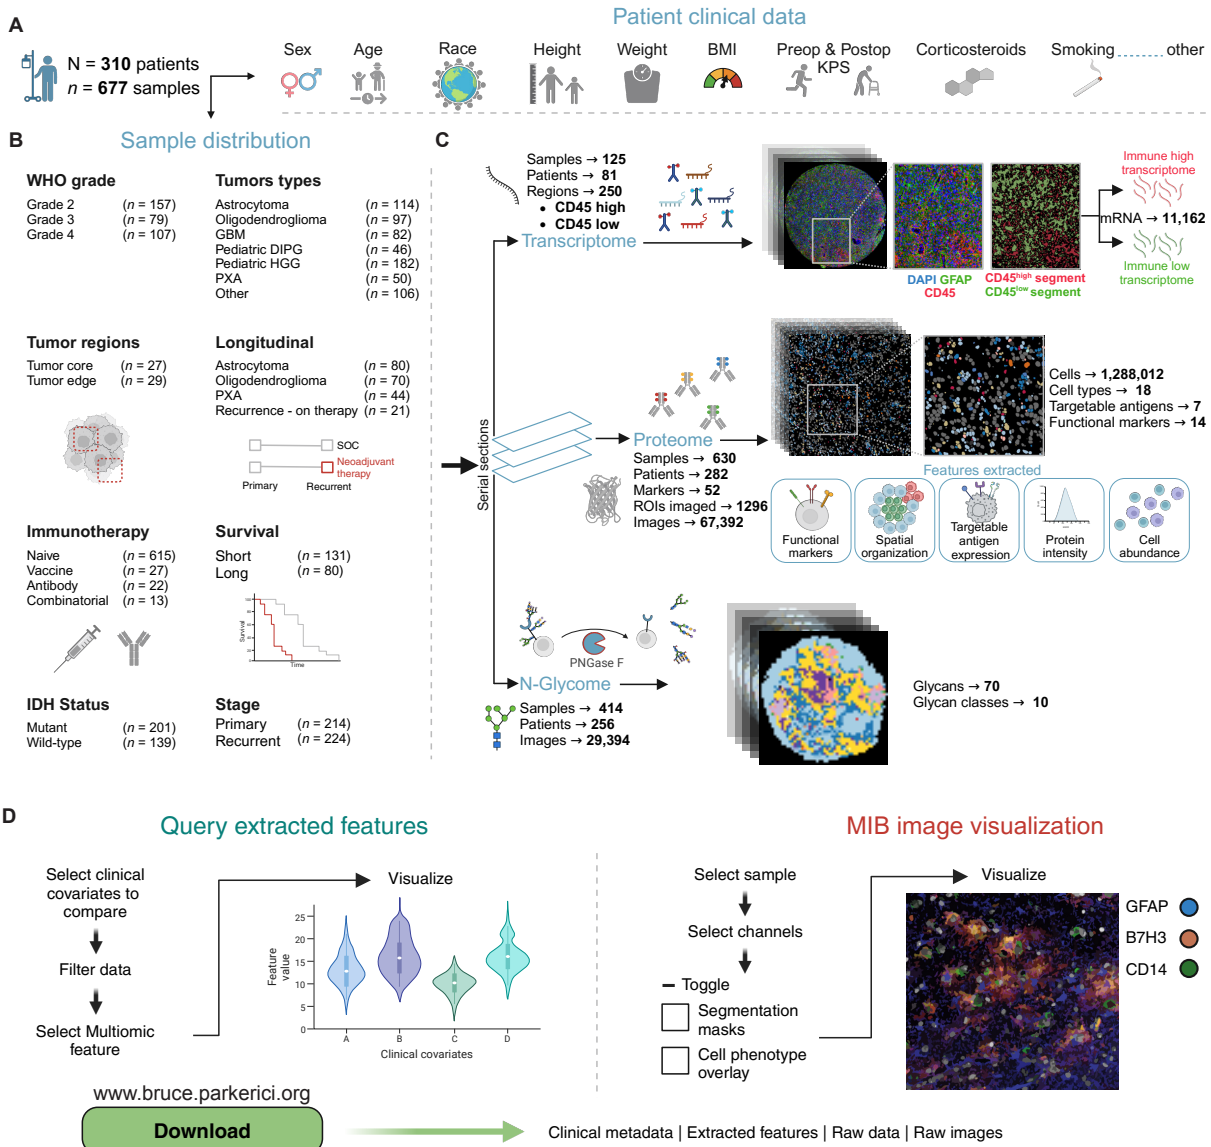 A
Patient clinical data
N = 310 patients
n = 677 samples
Sex
Age
Race
Height
Weight
BMI
Preop & Postop
KPS
Corticosteroids
Smoking ........ other
B
Sample distribution
WHO grade
Grade 2 (n = 157)
Grade 3 (n = 79)
Grade 4 (n = 107)
Tumors types
Astrocytoma (n = 114)
Oligodendroglioma (n = 97)
GBM (n = 82)
Pediatric DIPG (n = 46)
Pediatric HGG (n = 182)
PXA (n = 50)
Other (n = 106)
Tumor regions
Tumor core (n = 27)
Tumor edge (n = 29)
Longitudinal
Astrocytoma (n = 80)
Oligodendroglioma (n = 70)
PXA (n = 44)
Recurrence - on therapy (n = 21)
SOC
Neoadjuvant
therapy
Primary
Recurrent
Immunotherapy
Naive (n = 615)
Vaccine (n = 27)
Antibody (n = 22)
Combinatorial (n = 13)
Survival
Short (n = 131)
Long (n = 80)
Survival
100
80
60
40
20
0
Time
IDH Status
Mutant (n = 201)
Wild-type (n = 139)
Stage
Primary (n = 214)
Recurrent (n = 224)
C
Serial sections
Samples → 125
Patients → 81
Regions → 250
• CD45 high
• CD45 low
Transcriptome
DAPI GFAP
CD45
CD45high segment
CD45low segment
Immune high
transcriptome
mRNA → 11,162
Immune low
transcriptome
Proteome
Samples → 630
Patients → 282
Markers → 52
ROIs imaged → 1296
Images → 67,392
Cells → 1,288,012
Cell types → 18
Targetable antigens → 7
Functional markers → 14
Features extracted
Functional
markers
Spatial
organization
Targetable
antigen
expression
Protein
intensity
Cell
abundance
PNGase F
N-Glycome
Samples → 414
Patients → 256
Images → 29,394
Glycans → 70
Glycan classes → 10
D
Query extracted features
Select clinical
covariates to
compare
Filter data
Select Multiomic
feature
Visualize
Feature
value
25
20
15
10
5
0
A
B
C
D
Clinical covariates
MIB image visualization
Select sample
Select channels
Toggle
Segmentation
masks
Cell phenotype
overlay
Visualize
GFAP
B7H3
CD14
www.bruce.parkerici.org
Download
Clinical metadata | Extracted features | Raw data | Raw images